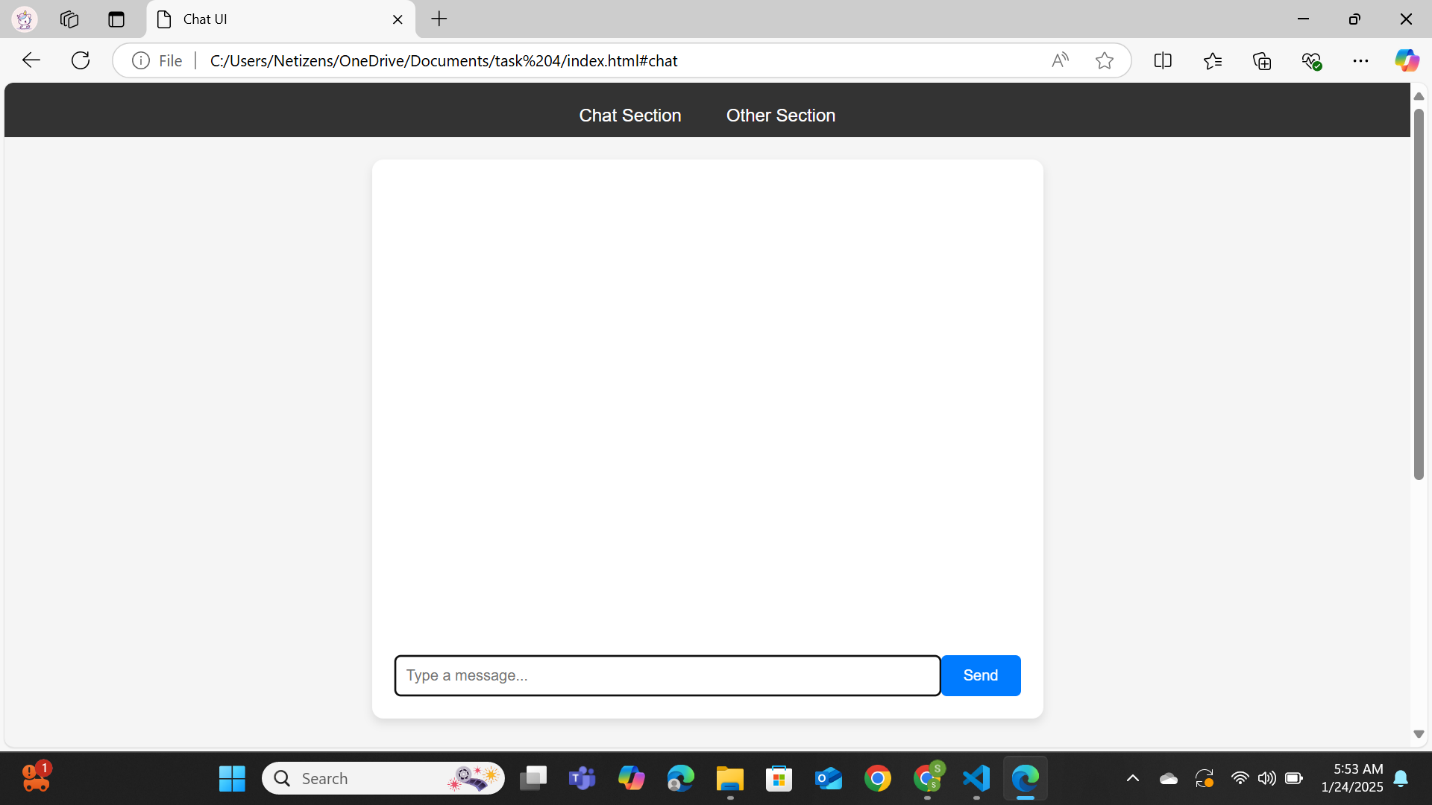 Chat UI
File
C:/Users/Netizens/OneDrive/Documents/task%204/index.html#chat
Chat Section
Other Section
Type a message...
Send
1
Search
S
S
5:53 AM
1/24/2025